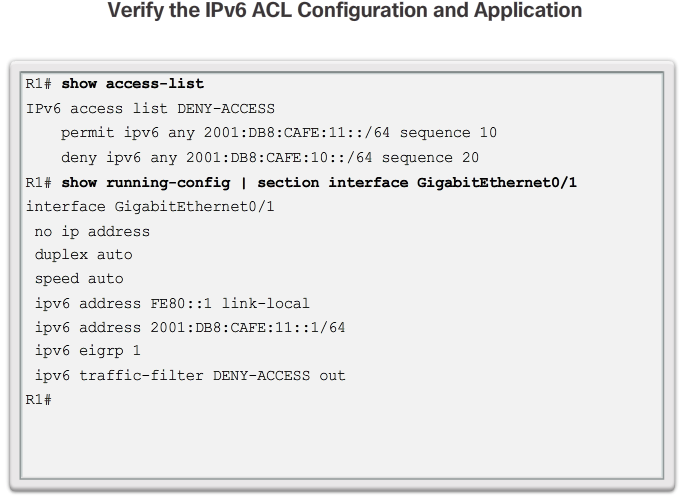 Verify the IPv6 ACL Configuration and Application
R1# show access-list
IPv6 access list DENY-ACCESS
permit ipv6 any 2001:DB8:CAFE:11::/64 sequence 10
deny ipv6 any 2001:DB8:CAFE:10::/64 sequence 20
R1# show running-config | section interface GigabitEthernet0/1
interface GigabitEthernet0/1
no ip address
duplex auto
speed auto
ipv6 address FE80::1 link-local
ipv6 address 2001:DB8:CAFE:11::1/64
ipv6 eigrp 1
ipv6 traffic-filter DENY-ACCESS out
R1#